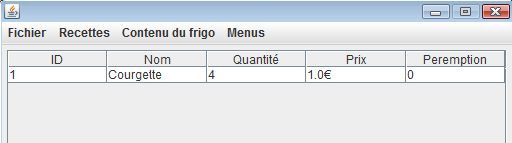 Fichier Recettes Contenu du frigo Menus
ID Nom Quantité Prix Peremption
1 Courgette 4 1.0€ 0